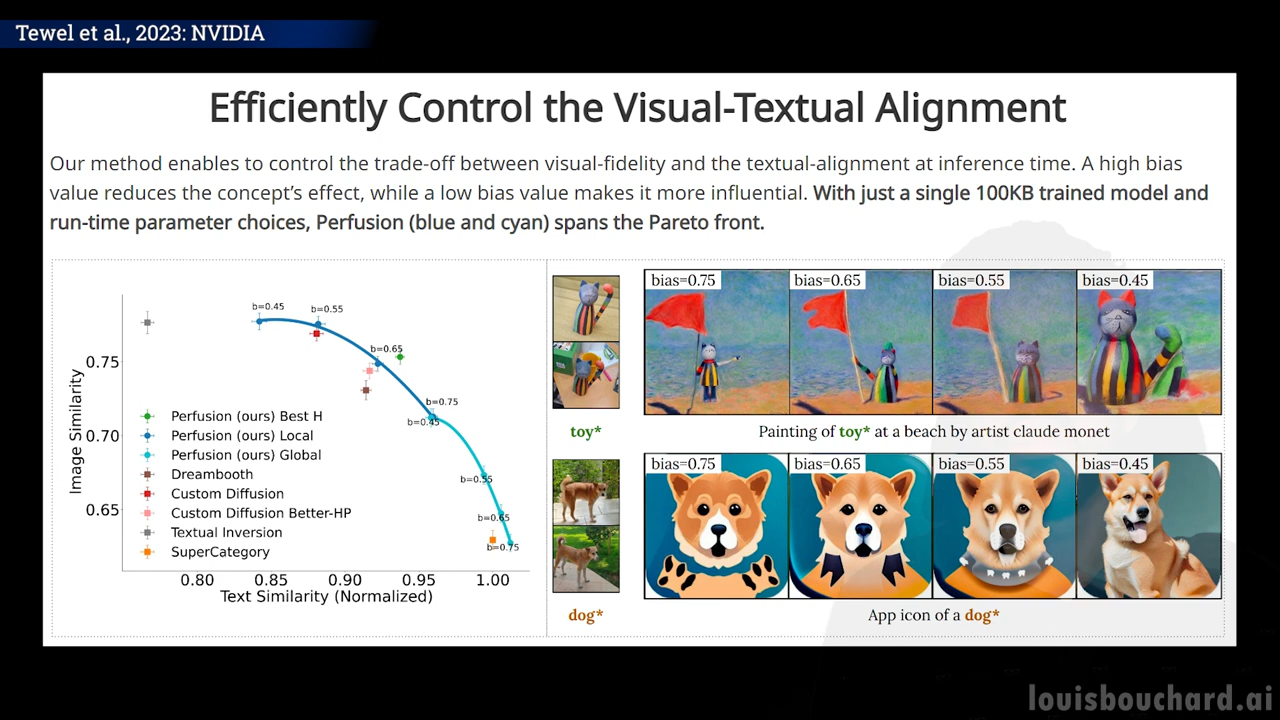 Tewel et al., 2023: NVIDIA
Efficiently Control the Visual-Textual Alignment
Our method enables to control the trade-off between visual-fidelity and the textual-alignment at inference time. A high bias
value reduces the concept's effect, while a low bias value makes it more influential. With just a single 100KB trained model and
run-time parameter choices, Perfusion (blue and cyan) spans the Pareto front.
b=0.45
b=0.55
b=0.65
b=0.75
b=0.45
b=0.55
b=0.65
b=0.75
0.75
0.70
0.65
Image Similarity
Perfusion (ours) Best H
Perfusion (ours) Local
Perfusion (ours) Global
Dreambooth
Custom Diffusion
Custom Diffusion Better-HP
Textual Inversion
SuperCategory
0.80 0.85 0.90 0.95 1.00
Text Similarity (Normalized)
bias=0.75 bias=0.65 bias=0.55 bias=0.45
toy* Painting of toy* at a beach by artist claude monet
bias=0.75 bias=0.65 bias=0.55 bias=0.45
dog* App icon of a dog*
louisbouchard.ai